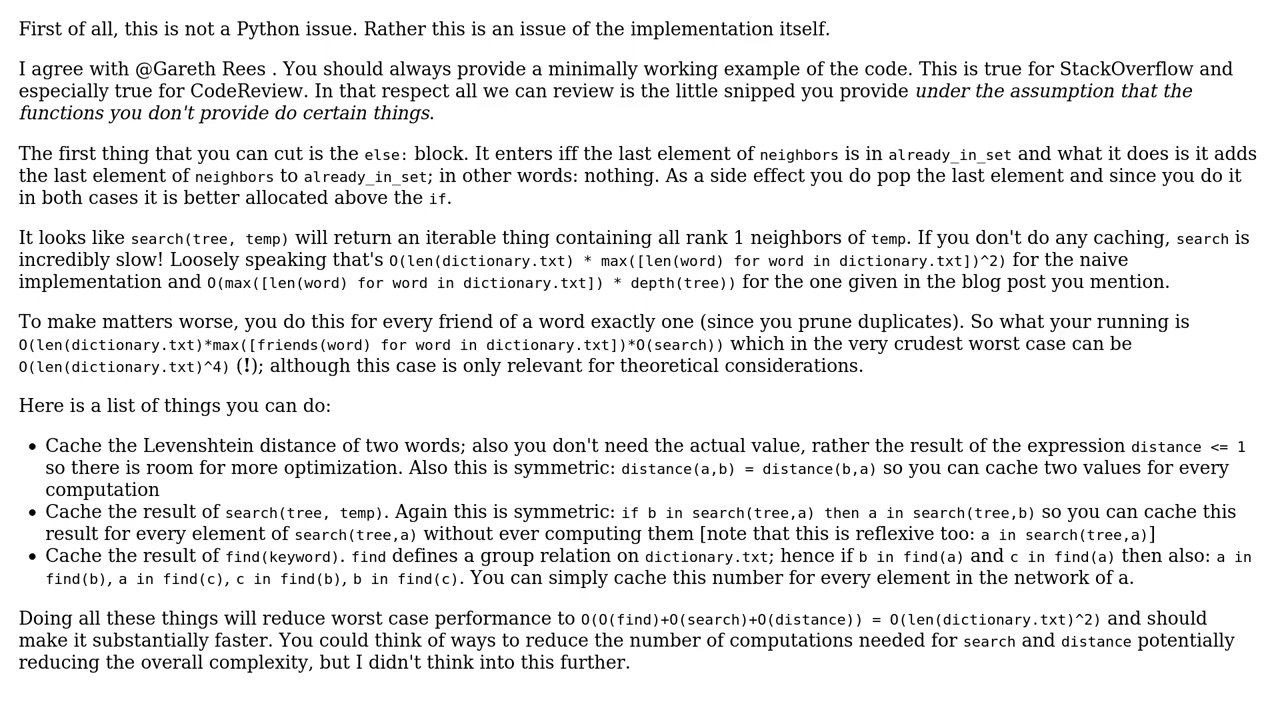 First of all, this is not a Python issue. Rather this is an issue of the implementation itself.
I agree with @Gareth Rees . You should always provide a minimally working example of the code. This is true for StackOverflow and
especially true for CodeReview. In that respect all we can review is the little snipped you provide under the assumption that the
functions you don't provide do certain things.
The first thing that you can cut is the else: block. It enters iff the last element of neighbors is in already_in_set and what it does is it adds
the last element of neighbors to already_in_set; in other words: nothing. As a side effect you do pop the last element and since you do it
in both cases it is better allocated above the if.
It looks like search(tree, temp) will return an iterable thing containing all rank 1 neighbors of temp. If you don't do any caching, search is
incredibly slow! Loosely speaking that's O(len(dictionary.txt) * max([len(word) for word in dictionary.txt])^2) for the naive
implementation and O(max([len(word) for word in dictionary.txt]) * depth(tree)) for the one given in the blog post you mention.
To make matters worse, you do this for every friend of a word exactly one (since you prune duplicates). So what your running is
O(len(dictionary.txt)*max([friends(word) for word in dictionary.txt])*O(search)) which in the very crudest worst case can be
O(len(dictionary.txt)^4) (!); although this case is only relevant for theoretical considerations.
Here is a list of things you can do:
• Cache the Levenshtein distance of two words; also you don't need the actual value, rather the result of the expression distance <= 1
so there is room for more optimization. Also this is symmetric: distance(a,b) = distance(b,a) so you can cache two values for every
computation
• Cache the result of search(tree, temp). Again this is symmetric: if b in search(tree,a) then a in search(tree,b) so you can cache this
result for every element of search(tree,a) without ever computing them [note that this is reflexive too: a in search(tree,a)]
• Cache the result of find(keyword). find defines a group relation on dictionary.txt; hence if b in find(a) and c in find(a) then also: a in
find(b), a in find(c), c in find(b), b in find(c). You can simply cache this number for every element in the network of a.
Doing all these things will reduce worst case performance to O(O(find)+O(search)+O(distance)) = O(len(dictionary.txt)^2) and should
make it substantially faster. You could think of ways to reduce the number of computations needed for search and distance potentially
reducing the overall complexity, but I didn't think into this further.